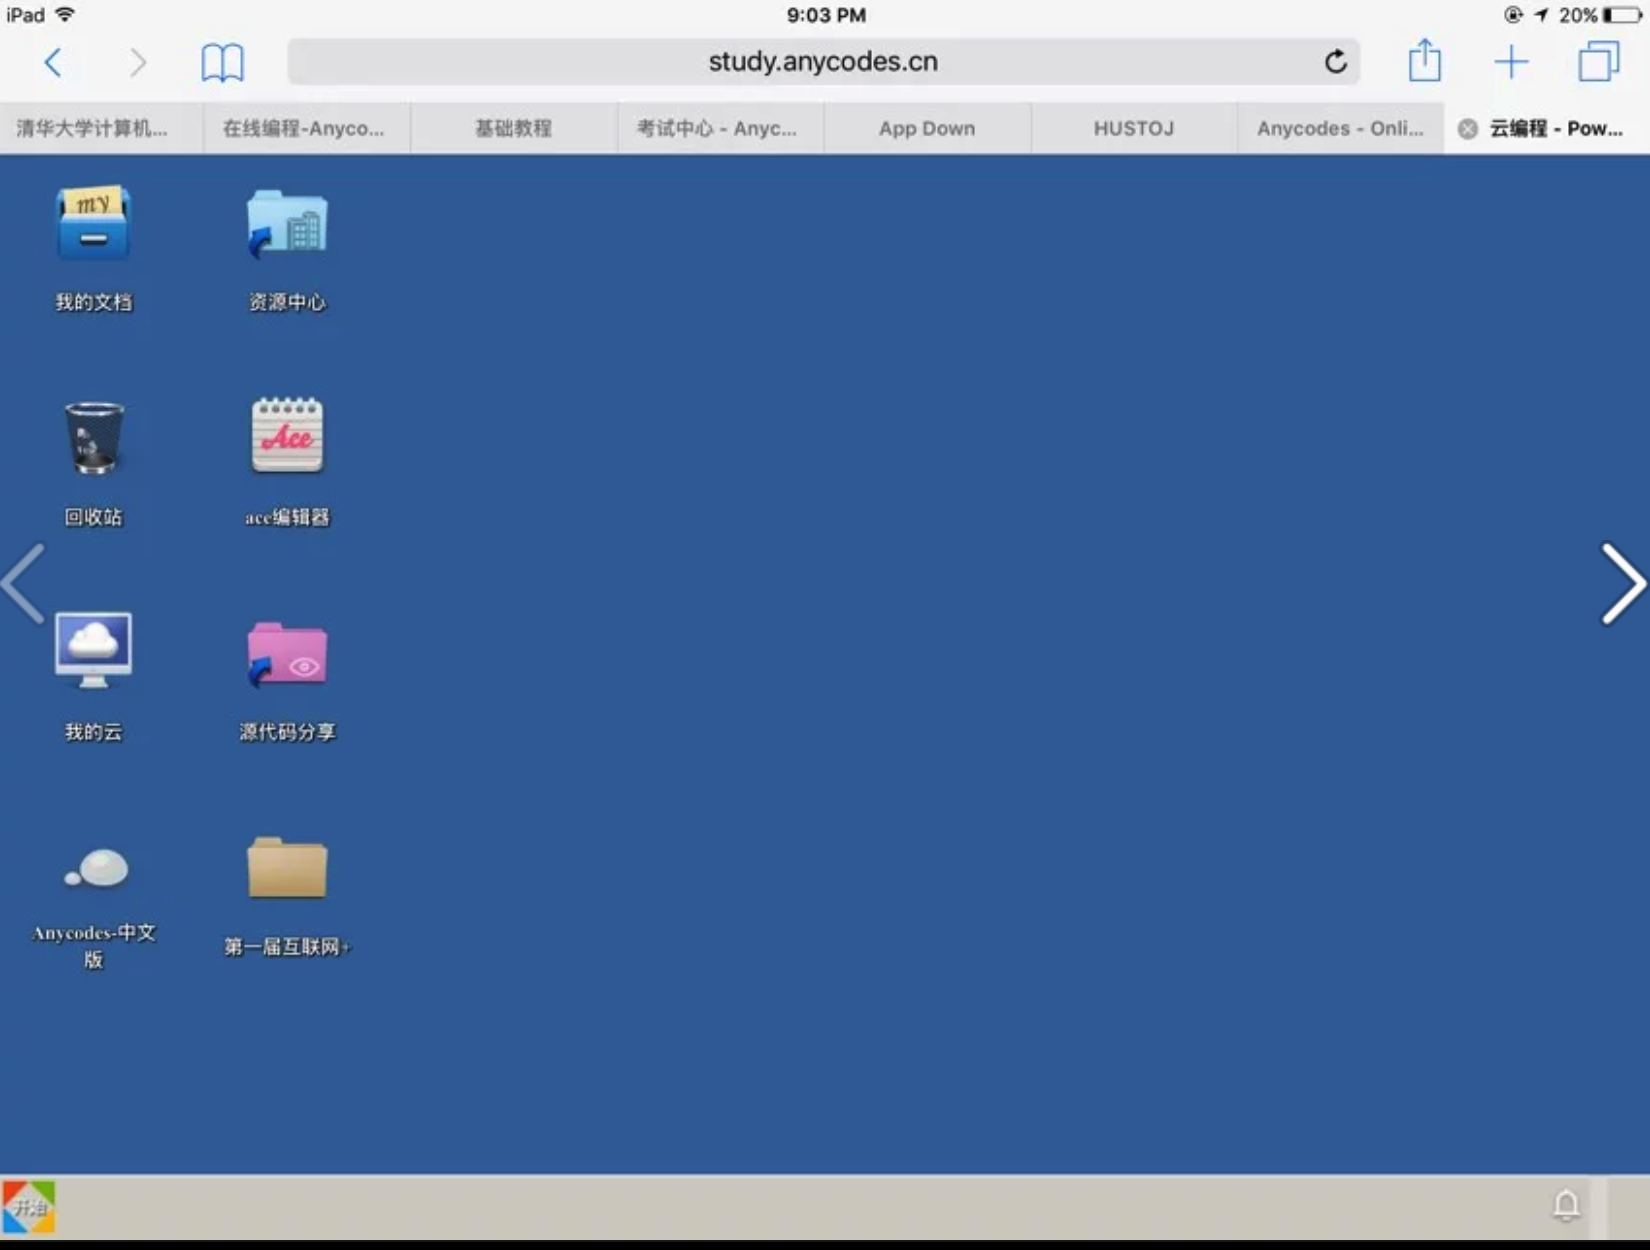 iPad
9:03 PM
20%
study.anycodes.cn
清华大学计算机...
在线编程-Anyco...
基础教程
考试中心 - Anyc...
App Down
HUSTOJ
Anycodes - Onli...
云编程 - Pow...
my
我的文档
资源中心
Ace
回收站
ace编辑器
我的云
源代码分享
Anycodes-中文
版
第一届互联网+
开始